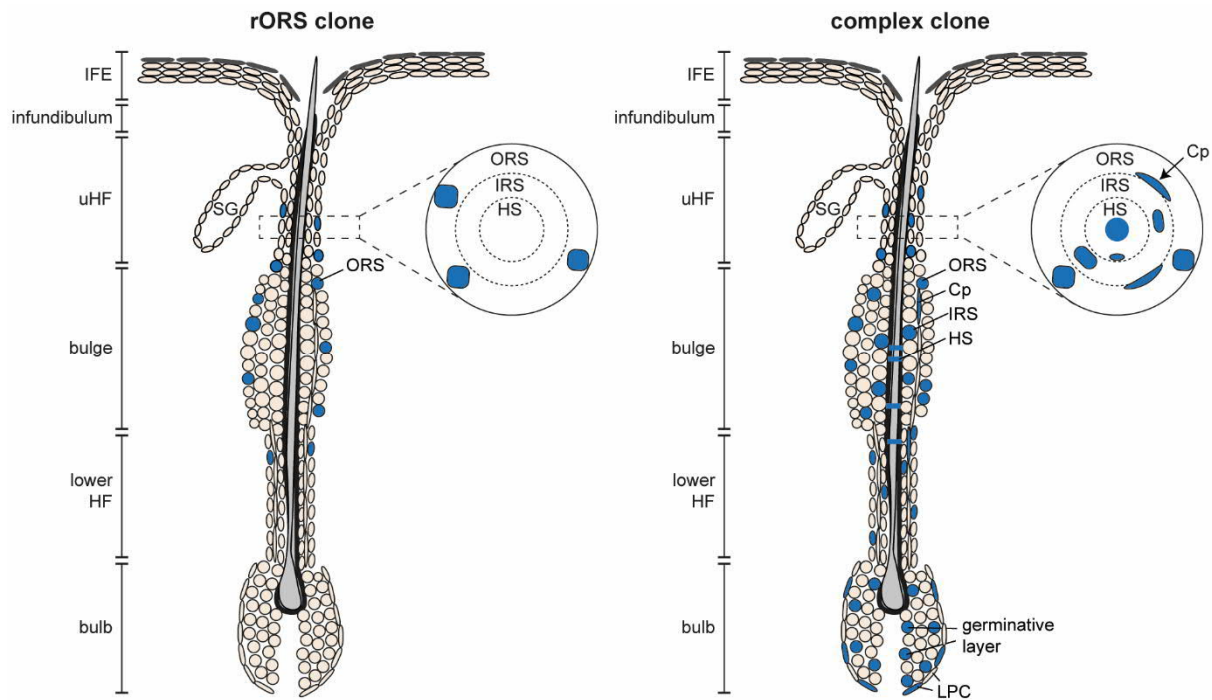 rORS clone
IFE
infundibulum
uHF
SG
ORS
IRS
HS
ORS
bulge
lower
HF
bulb
complex clone
IFE
infundibulum
uHF
SG
ORS
IRS
HS
Cp
ORS
Cp
IRS
HS
bulge
lower
HF
bulb
germinative
layer
LPC